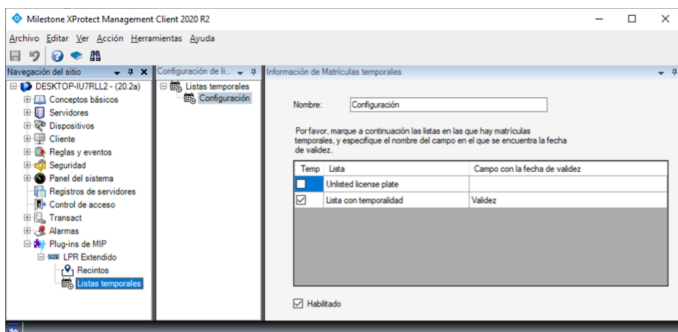 Milestone XProtect Management Client 2020 R2
Archivo Editar Ver Acción Herramientas Ayuda
Navegación del sitio
DESKTOP-IU7RLL2 - (20.2a)
Conceptos básicos
Servidores
Dispositivos
Cliente
Reglas y eventos
Seguridad
Panel del sistema
Registros de servidores
Control de acceso
Transact
Alarmas
Plug-ins de MIP
LPR Extendido
Recintos
Listas temporales
Configuración de li...
Listas temporales
Configuración
Información de Matrículas temporales
Nombre: Configuración
Por favor, marque a continuación las listas en las que hay matrículas
temporales, y especifique el nombre del campo en el que se encuentra la fecha
de validez.
Temp Lista Campo con la fecha de validez
Unlisted license plate
Lista con temporalidad Validez
Habilitado